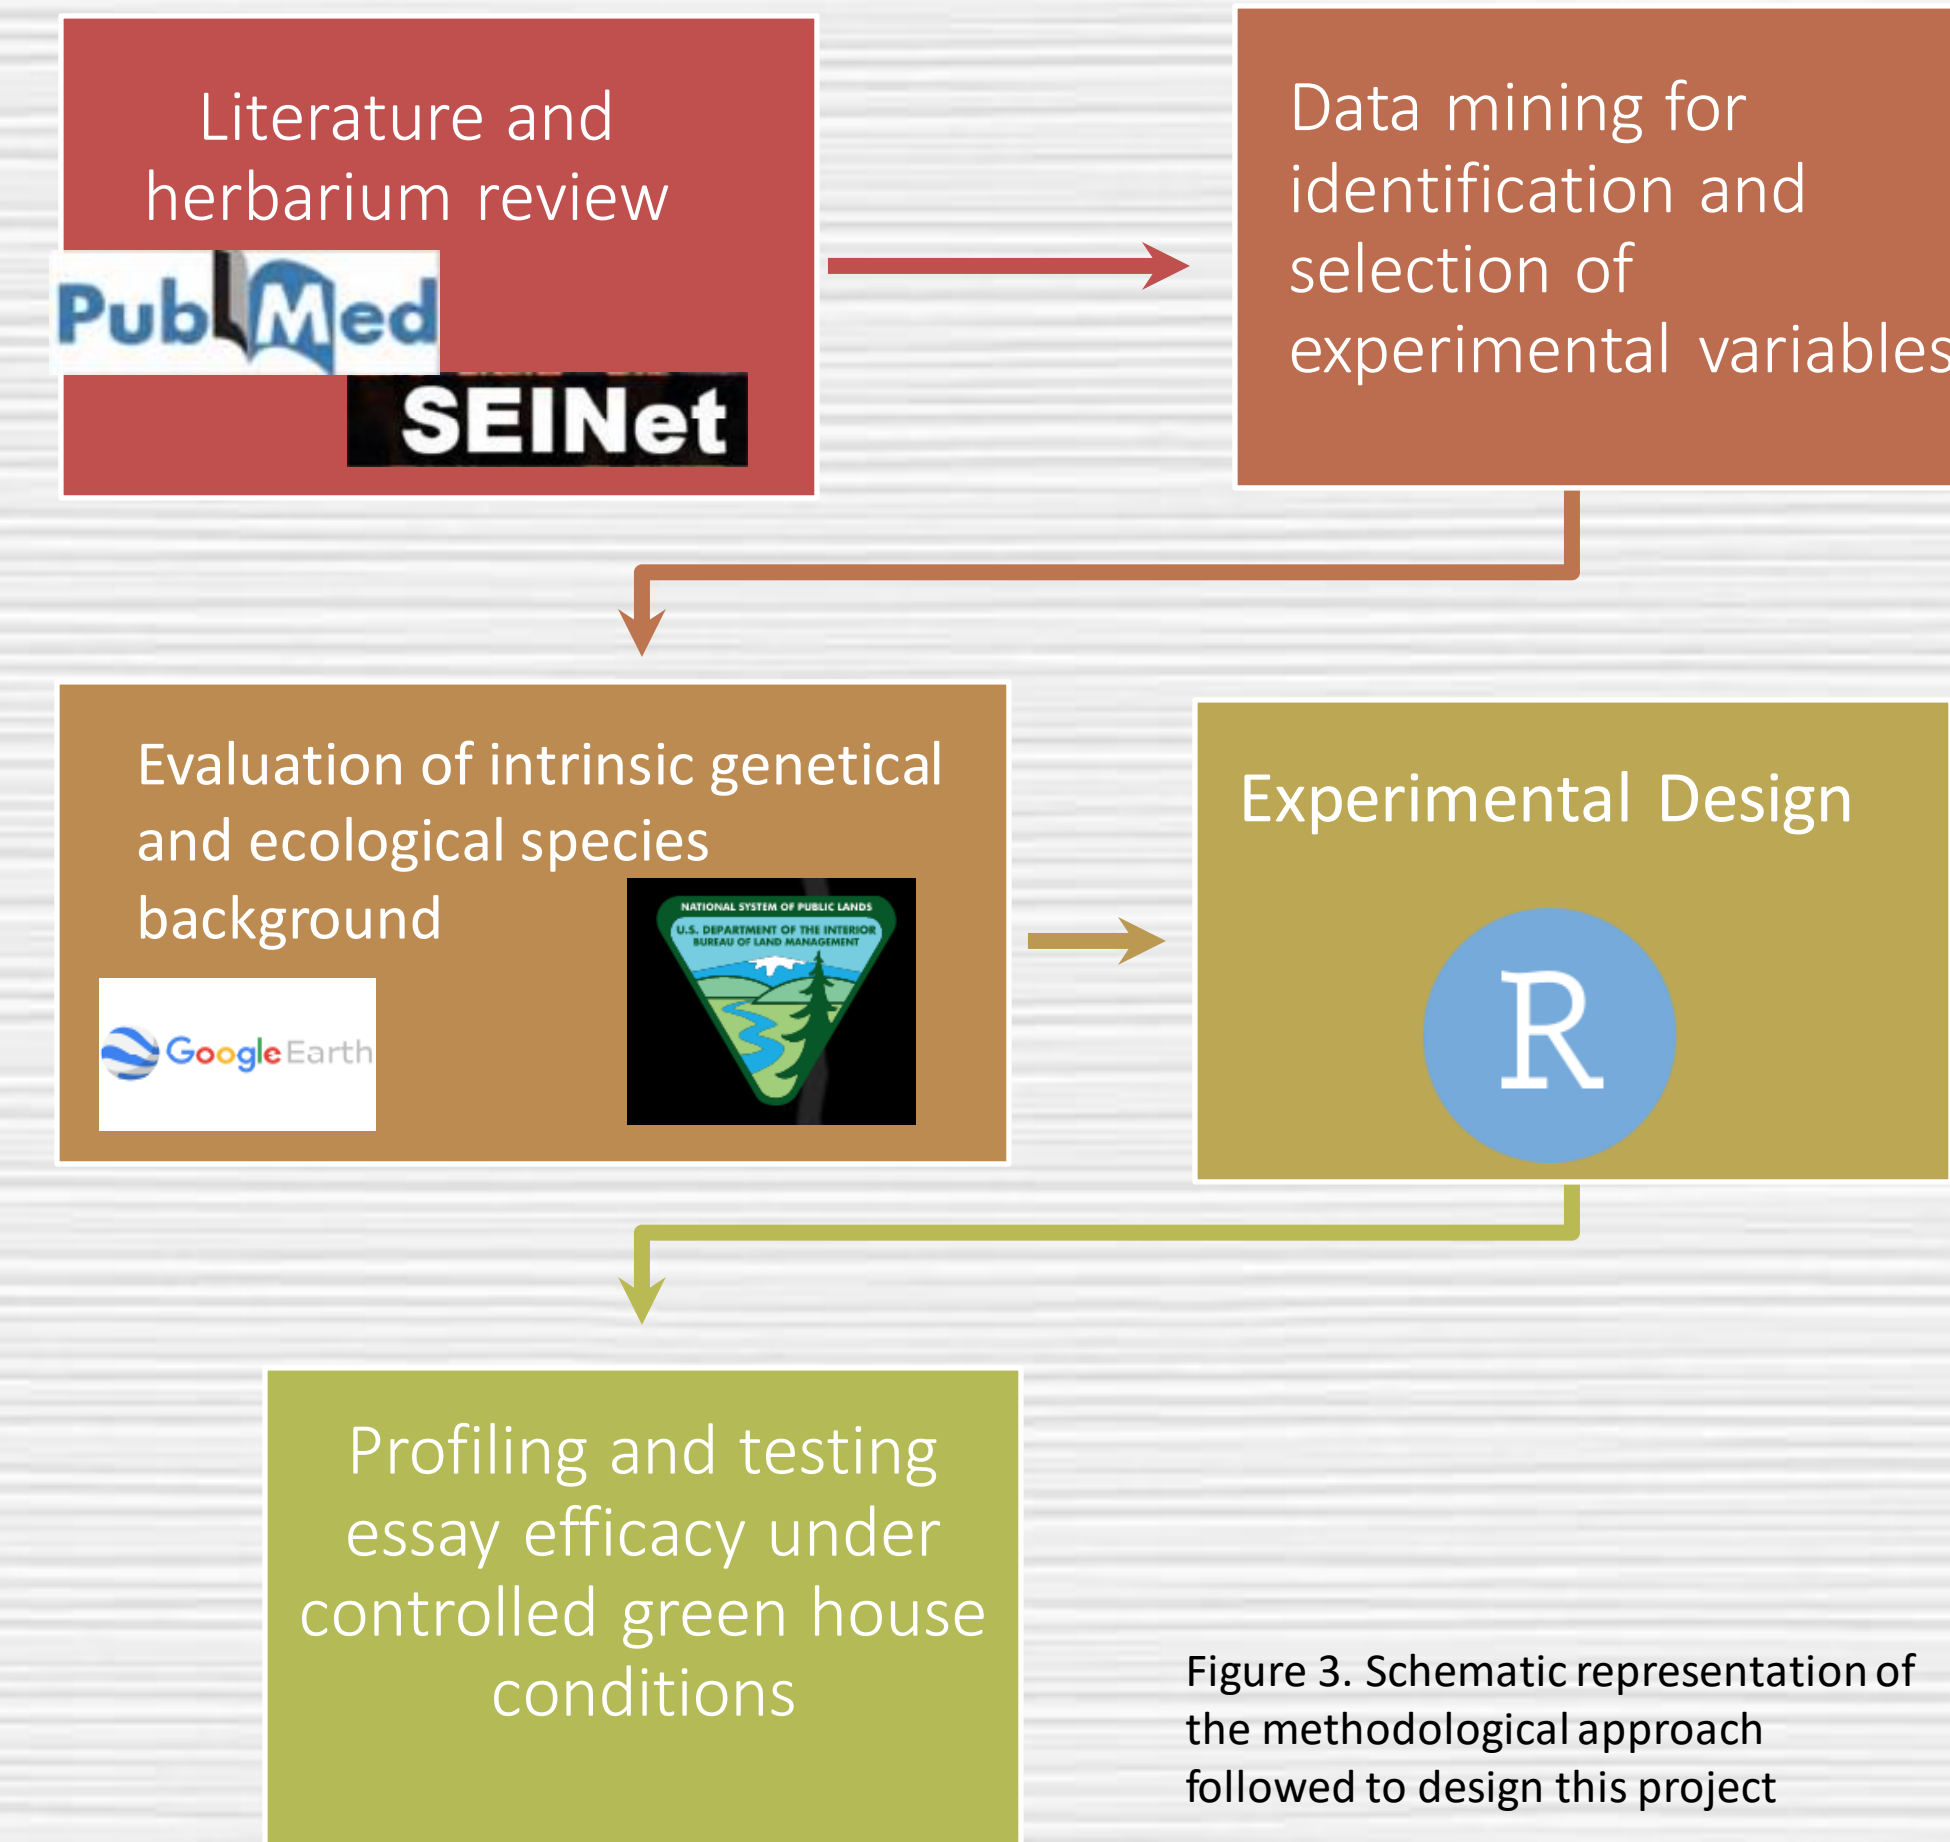 Literature and
herbarium review
PubMed
SEINet
Data mining for
identification and
selection of
experimental variables
Evaluation of intrinsic genetical
and ecological species
background
Google Earth
NATIONAL SYSTEM OF PUBLIC LANDS
U.S. DEPARTMENT OF THE INTERIOR
BUREAU OF LAND MANAGEMENT
Experimental Design
R
Profiling and testing
essay efficacy under
controlled green house
conditions
Figure 3. Schematic representation of
the methodological approach
followed to design this project